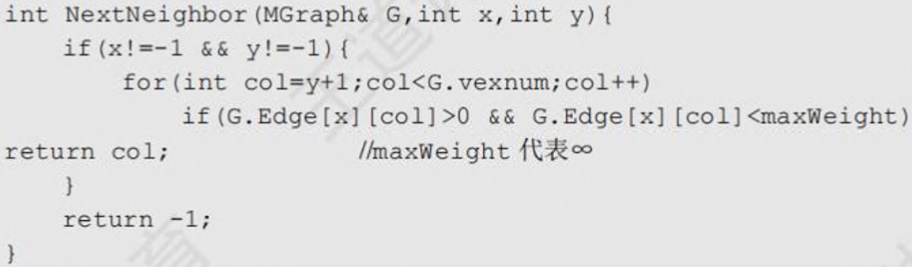 int NextNeighbor(MGraph& G,int x,int y){
    if(x!=-1 && y!=-1){
        for(int col=y+1;col<G.vexnum;col++)
            if(G.Edge[x][col]>0 && G.Edge[x][col]<maxWeight)
return col;                //maxWeight 代表∞
    }
    return -1;
}